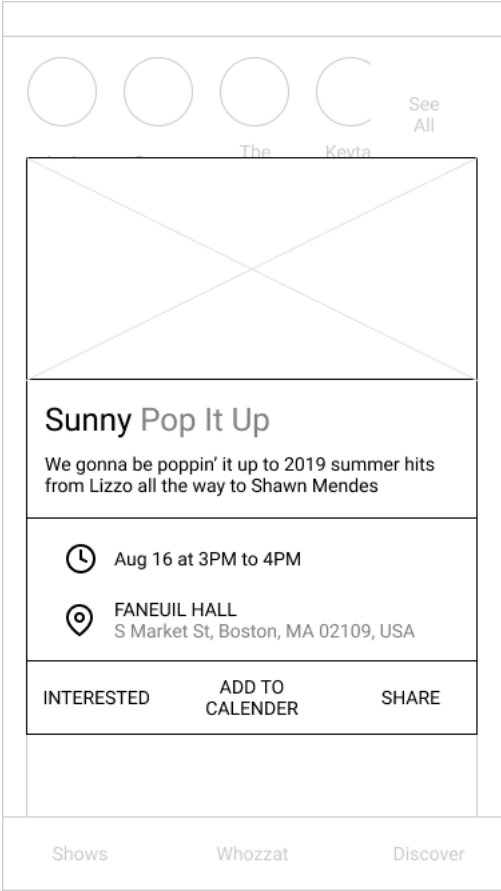 See
All
The
Keyta
Sunny Pop It Up
We gonna be poppin’ it up to 2019 summer hits
from Lizzo all the way to Shawn Mendes
Aug 16 at 3PM to 4PM
FANEUIL HALL
S Market St, Boston, MA 02109, USA
INTERESTED
ADD TO
CALENDER
SHARE
Shows
Whozzat
Discover